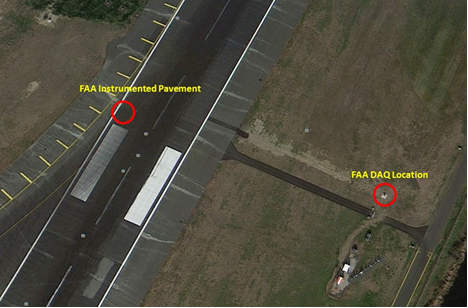 FAA Instrumented Pavement
FAA DAQ Location